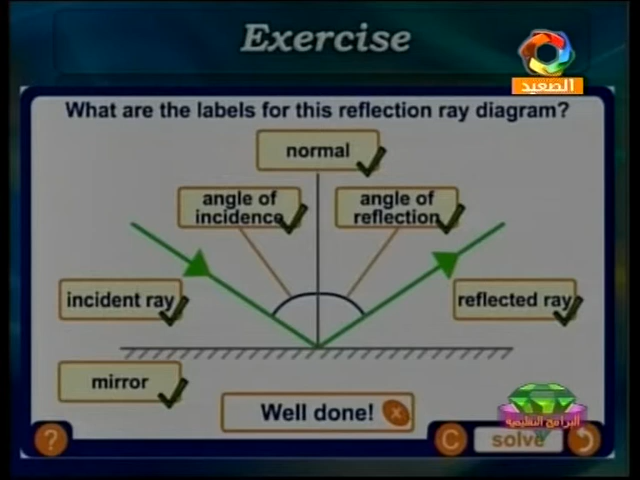 Exercise
الصعيد
What are the labels for this reflection ray diagram?
normal
angle of
incidence
angle of
reflection
incident ray
reflected ray
mirror
Well done!
البرامج التعليمية
?
C
solve